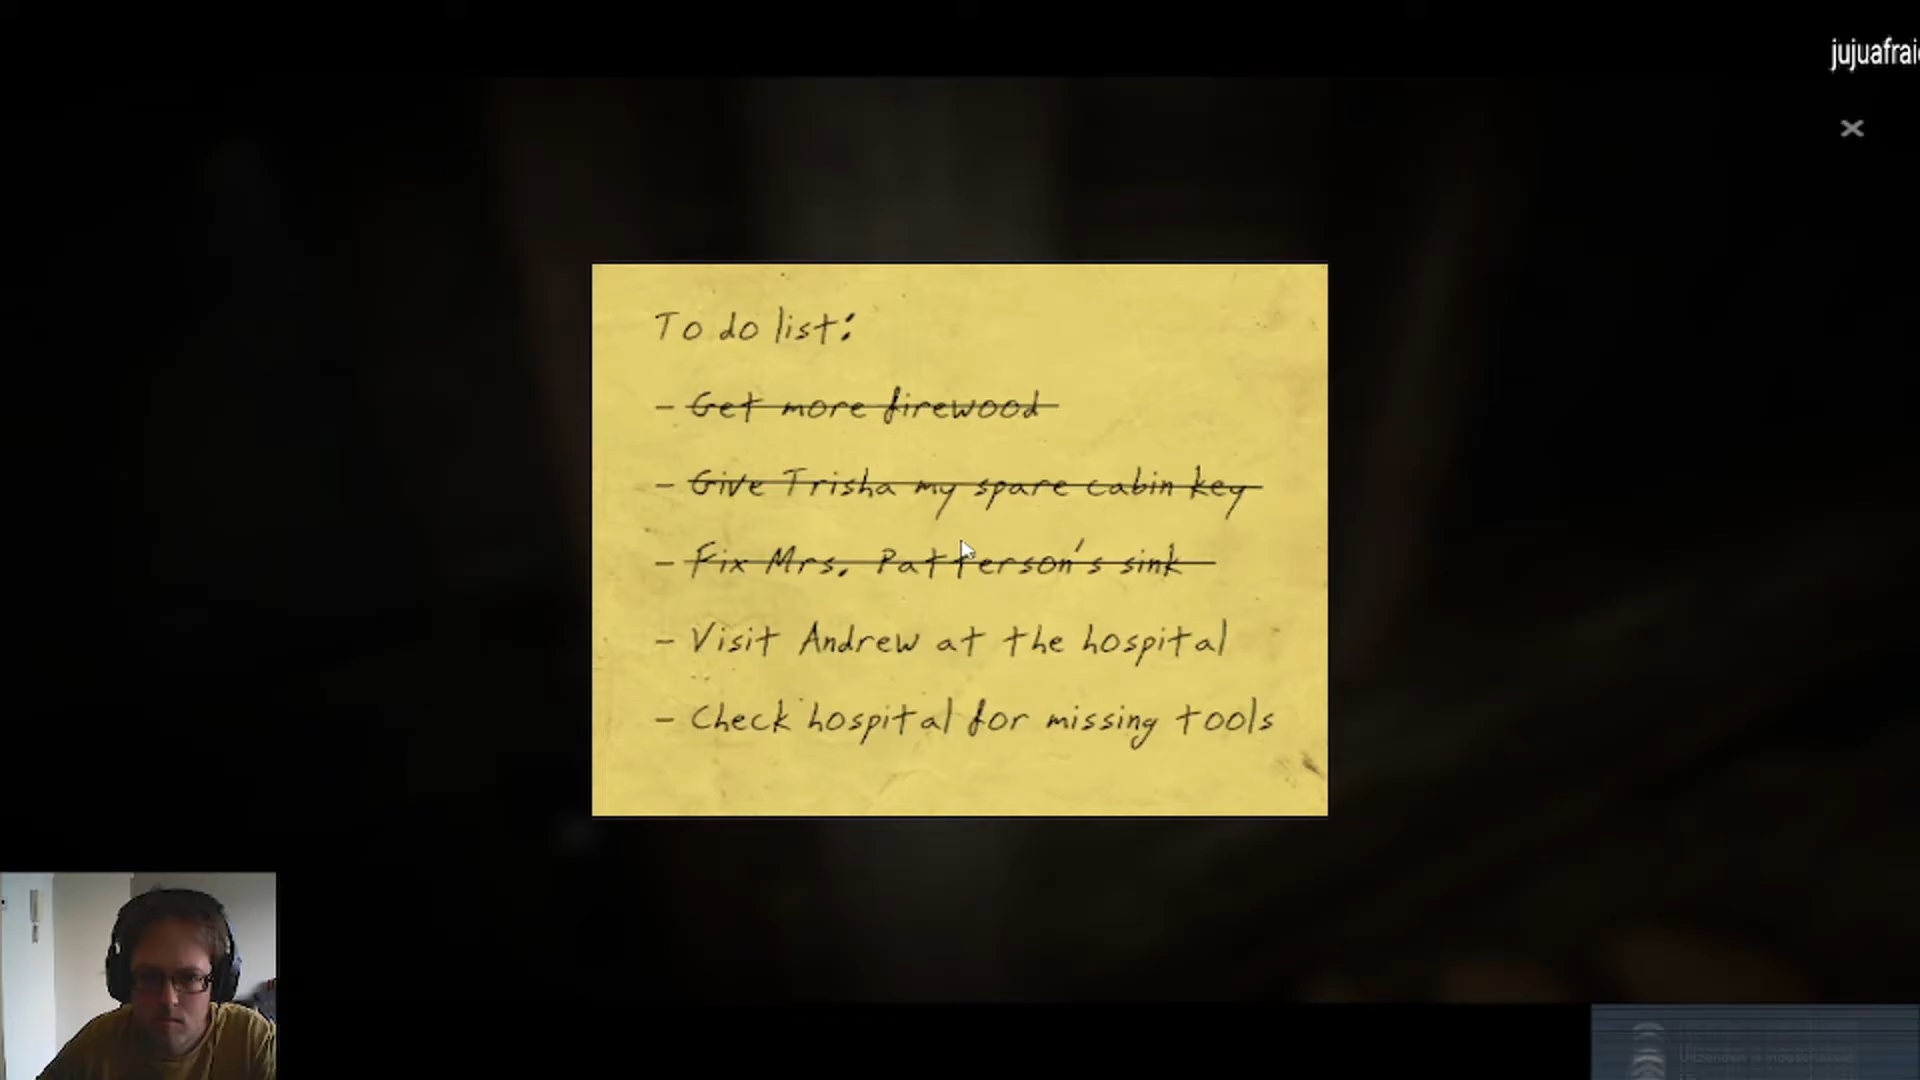 jujuafrai
To do list:
- Get more firewood
- Give Trisha my spare cabin key
- Fix Mrs. Patterson's sink
- Visit Andrew at the hospital
- Check hospital for missing tools